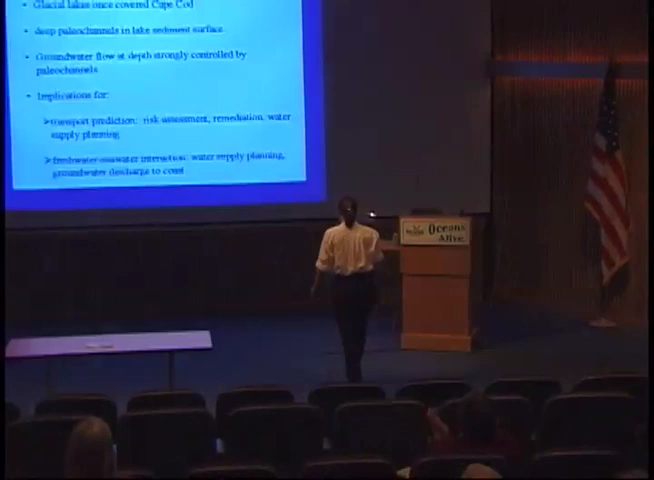 Glacial lakes once covered Cape Cod
deep paleochannels in lake sediment surface
Groundwater flow at depth strongly controlled by
paleochannels
Implications for:
transport prediction: risk assessment, remediation, water
supply planning
freshwater-seawater interaction: water supply planning,
groundwater discharge to coast
Oceans
Alive